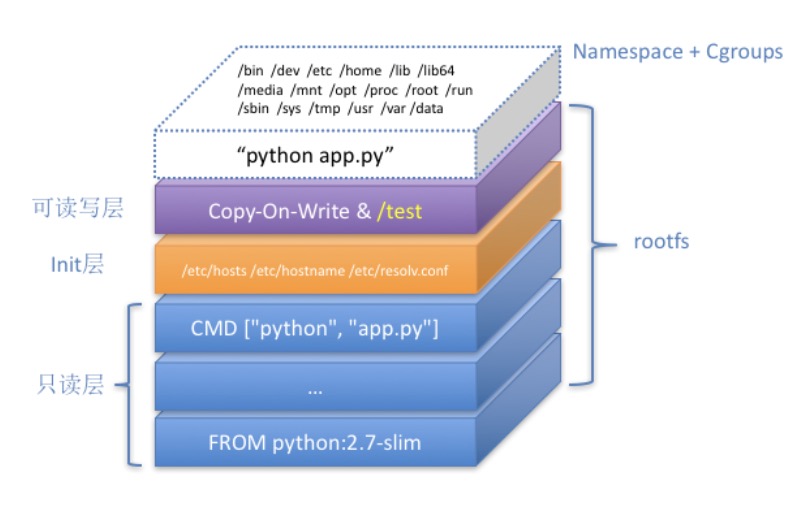 Namespace + Cgroups
/bin /dev /etc /home /lib /lib64
/media /mnt /opt /proc /root /run
/sbin /sys /tmp /usr /var /data
“python app.py”
可读写层
Copy-On-Write & /test
rootfs
Init层
/etc/hosts /etc/hostname /etc/resolv.conf
CMD ["python", "app.py"]
只读层
...
FROM python:2.7-slim